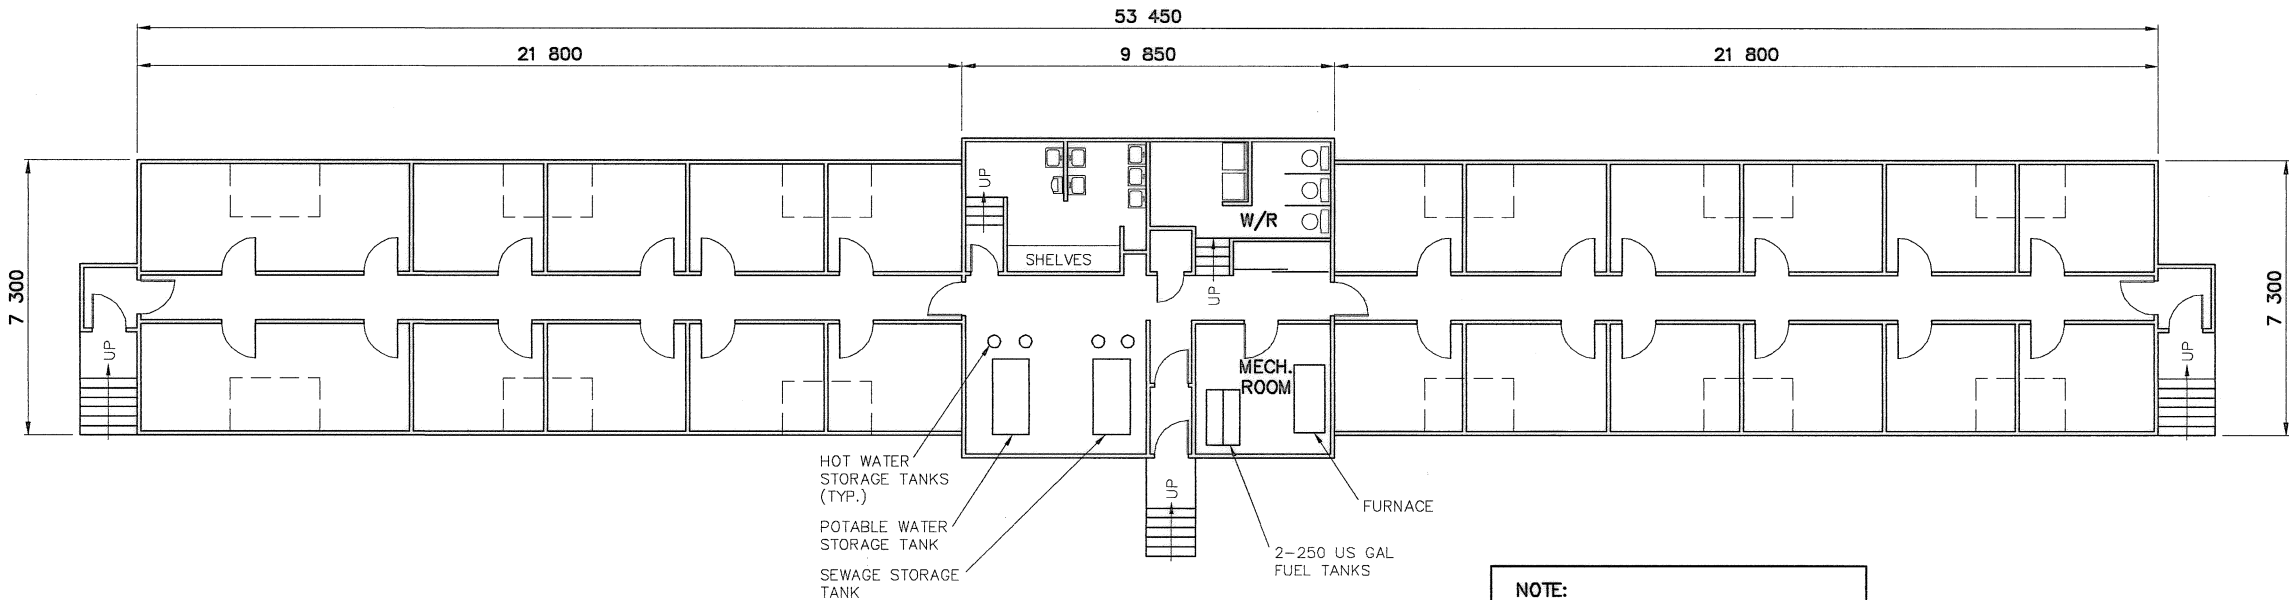 53 450
21 800
9 850
21 800
7 300
7 300
UP
UP
UP
UP
UP
W/R
SHELVES
MECH.
ROOM
HOT WATER
STORAGE TANKS
(TYP.)
POTABLE WATER
STORAGE TANK
SEWAGE STORAGE
TANK
FURNACE
2-250 US GAL
FUEL TANKS
NOTE: